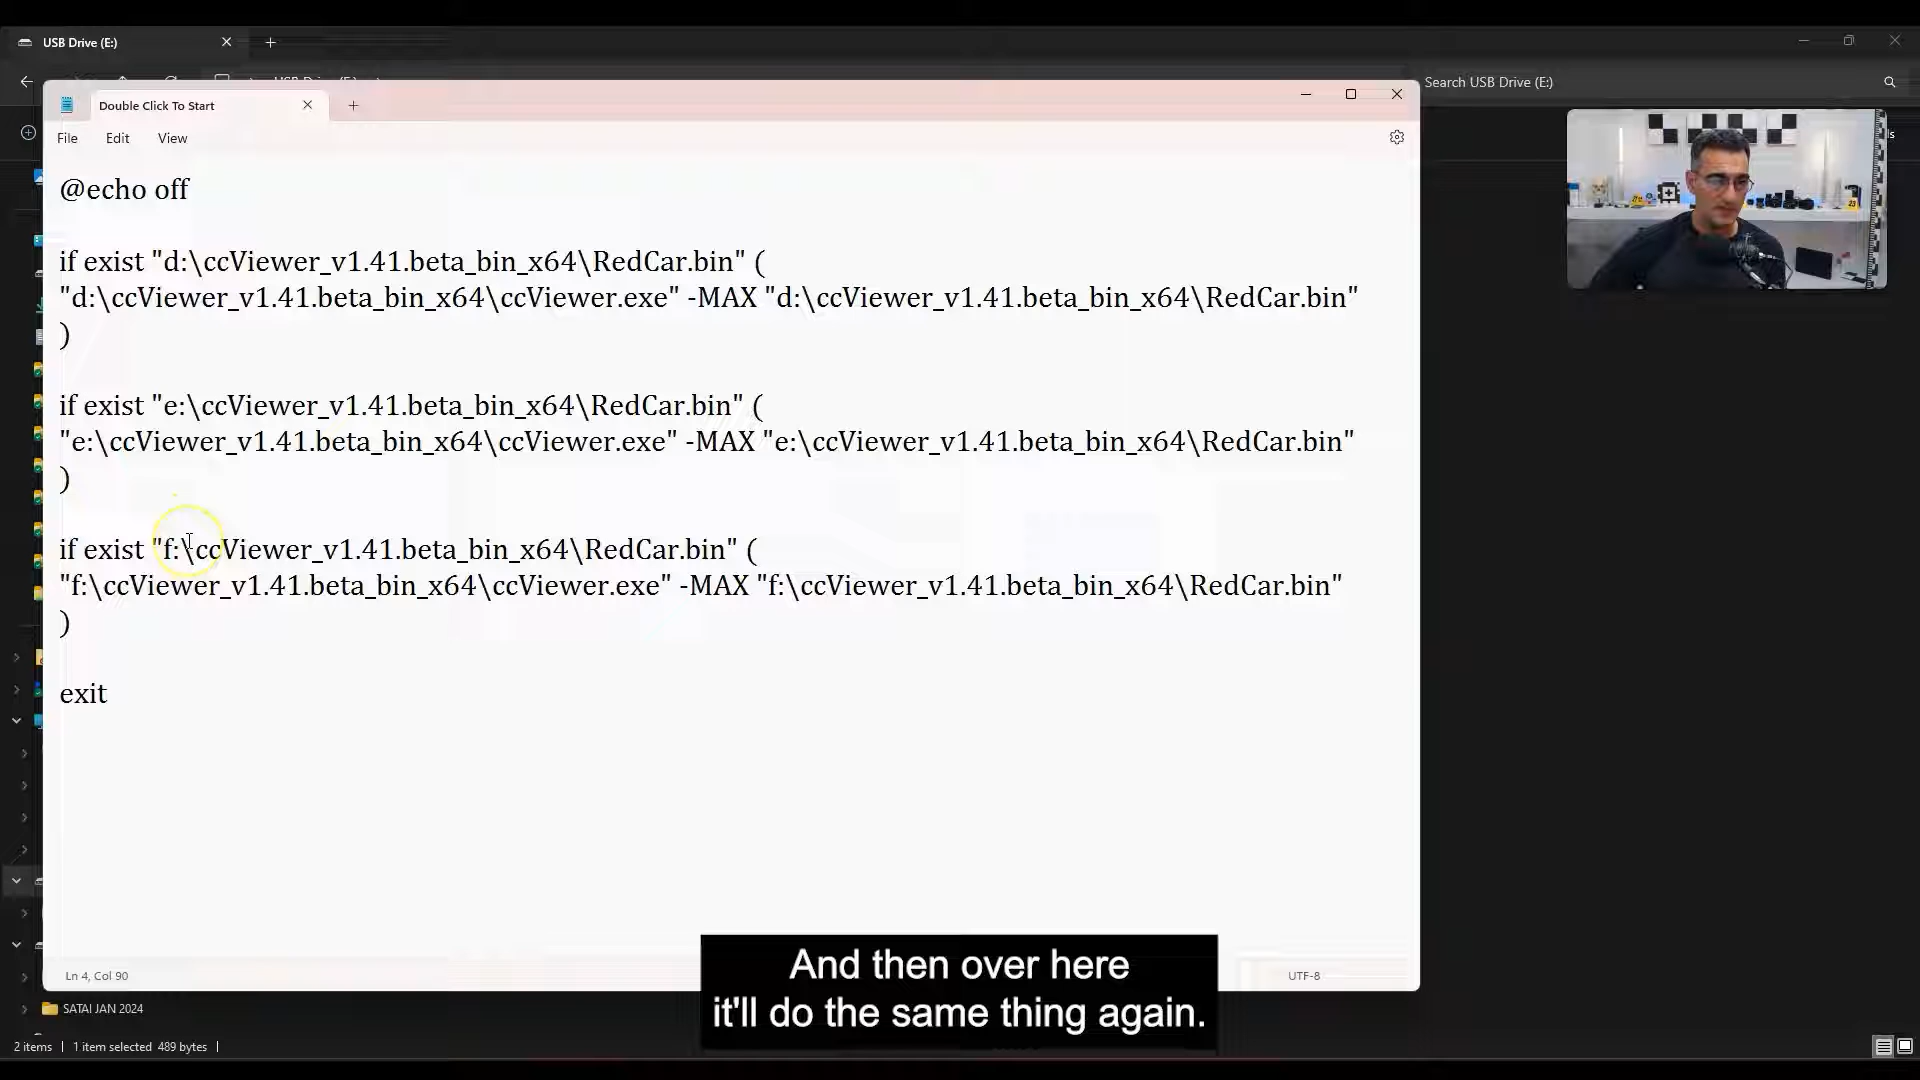 USB Drive (E:)
Search USB Drive (E:)
Double Click To Start
File Edit View
@echo off
if exist "d:\ccViewer_v1.41.beta_bin_x64\RedCar.bin" (
"d:\ccViewer_v1.41.beta_bin_x64\ccViewer.exe" -MAX "d:\ccViewer_v1.41.beta_bin_x64\RedCar.bin"
)
if exist "e:\ccViewer_v1.41.beta_bin_x64\RedCar.bin" (
"e:\ccViewer_v1.41.beta_bin_x64\ccViewer.exe" -MAX "e:\ccViewer_v1.41.beta_bin_x64\RedCar.bin"
)
if exist "f:\ccViewer_v1.41.beta_bin_x64\RedCar.bin" (
"f:\ccViewer_v1.41.beta_bin_x64\ccViewer.exe" -MAX "f:\ccViewer_v1.41.beta_bin_x64\RedCar.bin"
)
exit
And then over here
it'll do the same thing again.
Ln 4, Col 90
UTF-8
SATAI JAN 2024
2 items 1 item selected 489 bytes